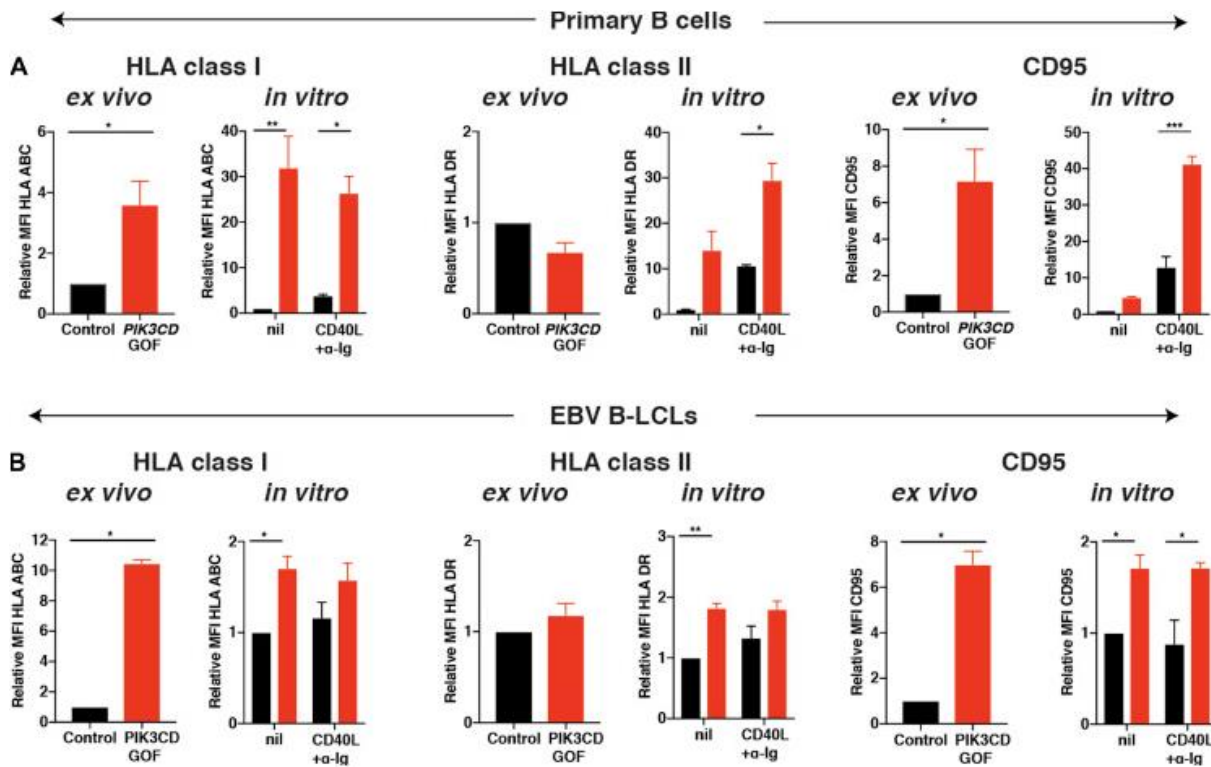 Primary B cells
A
HLA class I
HLA class II
CD95
ex vivo
in vitro
ex vivo
in vitro
ex vivo
in vitro
Relative MFI HLA ABC
6
4
2
0
*
Control PIK3CD
GOF
Relative MFI HLA ABC
40
30
20
10
0
**
*
nil
CD40L
+α-Ig
Relative MFI HLA DR
2
1
0
Control PIK3CD
GOF
Relative MFI HLA DR
40
30
20
10
0
*
nil
CD40L
+α-Ig
Relative MFI CD95
10
8
6
4
2
0
*
Control PIK3CD
GOF
Relative MFI CD95
50
40
30
20
10
0
***
nil
CD40L
+α-Ig
EBV B-LCLs
B
HLA class I
HLA class II
CD95
ex vivo
in vitro
ex vivo
in vitro
ex vivo
in vitro
Relative MFI HLA ABC
12
10
8
6
4
2
0
*
Control PIK3CD
GOF
Relative MFI HLA ABC
2
1
0
*
nil
CD40L
+α-Ig
Relative MFI HLA DR
2
1
0
Control PIK3CD
GOF
Relative MFI HLA DR
3
2
1
0
**
nil
CD40L
+α-Ig
Relative MFI CD95
8
6
4
2
0
*
Control PIK3CD
GOF
Relative MFI CD95
2
1
0
*
*
nil
CD40L
+α-Ig